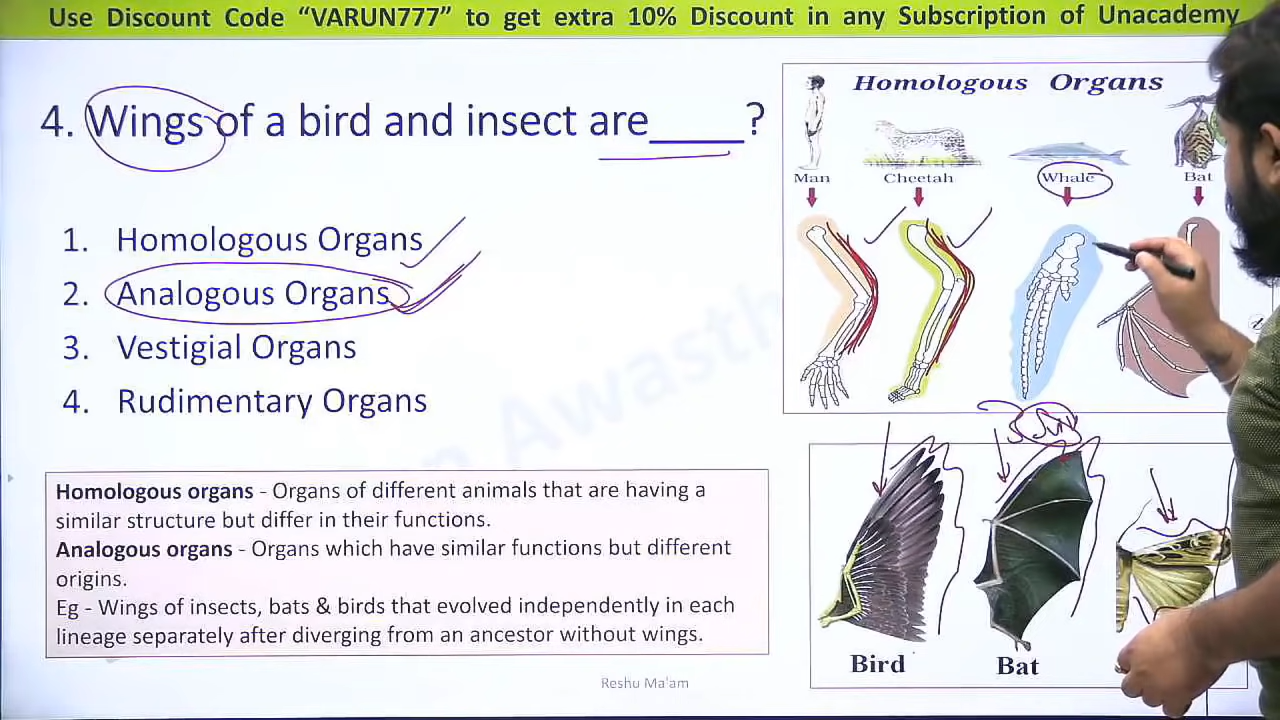 Use Discount Code “VARUN777” to get extra 10% Discount in any Subscription of Unacademy
4. Wings of a bird and insect are____?
1. Homologous Organs
2. Analogous Organs
3. Vestigial Organs
4. Rudimentary Organs
Homologous organs - Organs of different animals that are having a
similar structure but differ in their functions.
Analogous organs - Organs which have similar functions but different
origins.
Eg - Wings of insects, bats & birds that evolved independently in each
lineage separately after diverging from an ancestor without wings.
Reshu Ma'am
Homologous Organs
Man
Cheetah
Whale
Bat
Bird
Bat